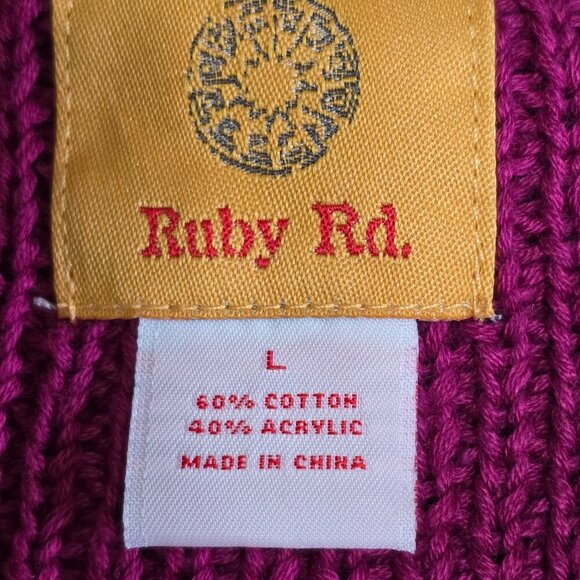 Ruby Rd.
L
60% COTTON
40% ACRYLIC
MADE IN CHINA